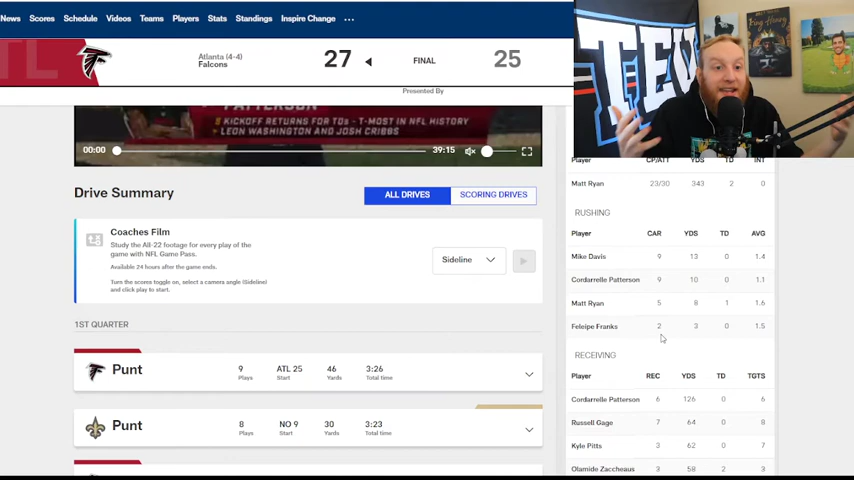 News Scores Schedule Videos Teams Players Stats Standings Inspire Change ...
Atlanta (4-4)
Falcons
27
FINAL
25
Presented By
PATTERSON
KICKOFF RETURNS FOR TDs - T-MOST IN NFL HISTORY
LEON WASHINGTON AND JOSH CRIBBS
00:00
39:15
Drive Summary
ALL DRIVES
SCORING DRIVES
Coaches Film
Study the All-22 footage for every play of the
game with NFL Game Pass.
Available 24 hours after the game ends.
Turn the scores toggle on, select a camera angle (Sideline)
and click play to start.
Sideline
1ST QUARTER
Punt
9 ATL 25 46 3:26
Plays Start Yards Total time
Punt
8 NO 9 30 3:23
Plays Start Yards Total time
Player CP/ATT YDS TD INT
Matt Ryan 23/30 343 2 0
RUSHING
Player CAR YDS TD AVG
Mike Davis 9 13 0 1.4
Cordarrelle Patterson 9 10 0 1.1
Matt Ryan 5 8 1 1.6
Feleipe Franks 2 3 0 1.5
RECEIVING
Player REC YDS TD TGTS
Cordarrelle Patterson 6 126 0 6
Russell Gage 7 64 0 8
Kyle Pitts 3 62 0 7
Olamide Zaccheaus 3 58 2 3